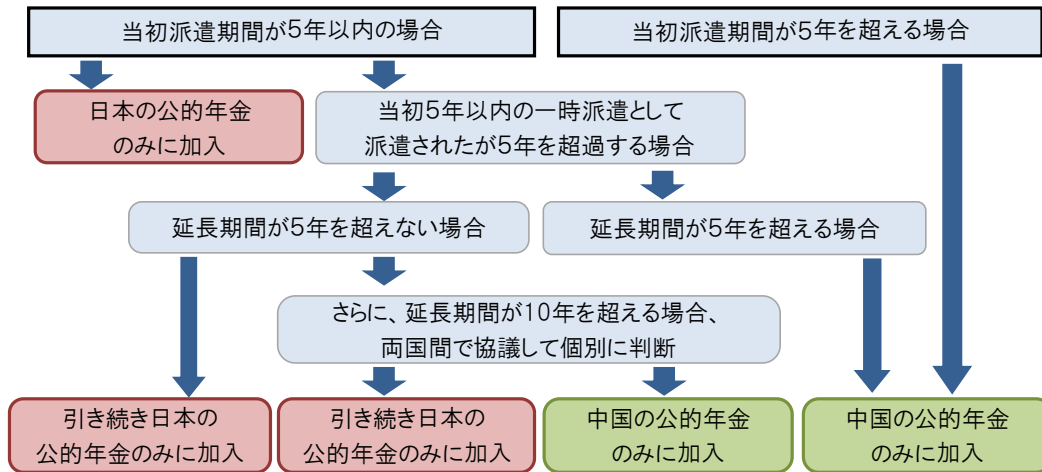 当初派遣期間が5年以内の場合
当初派遣期間が5年を超える場合
日本の公的年金
のみに加入
当初5年以内の一時派遣として
派遣されたが5年を超過する場合
延長期間が5年を超えない場合
延長期間が5年を超える場合
さらに、延長期間が10年を超える場合、
両国間で協議して個別に判断
引き続き日本の
公的年金のみに加入
引き続き日本の
公的年金のみに加入
中国の公的年金
のみに加入
中国の公的年金
のみに加入